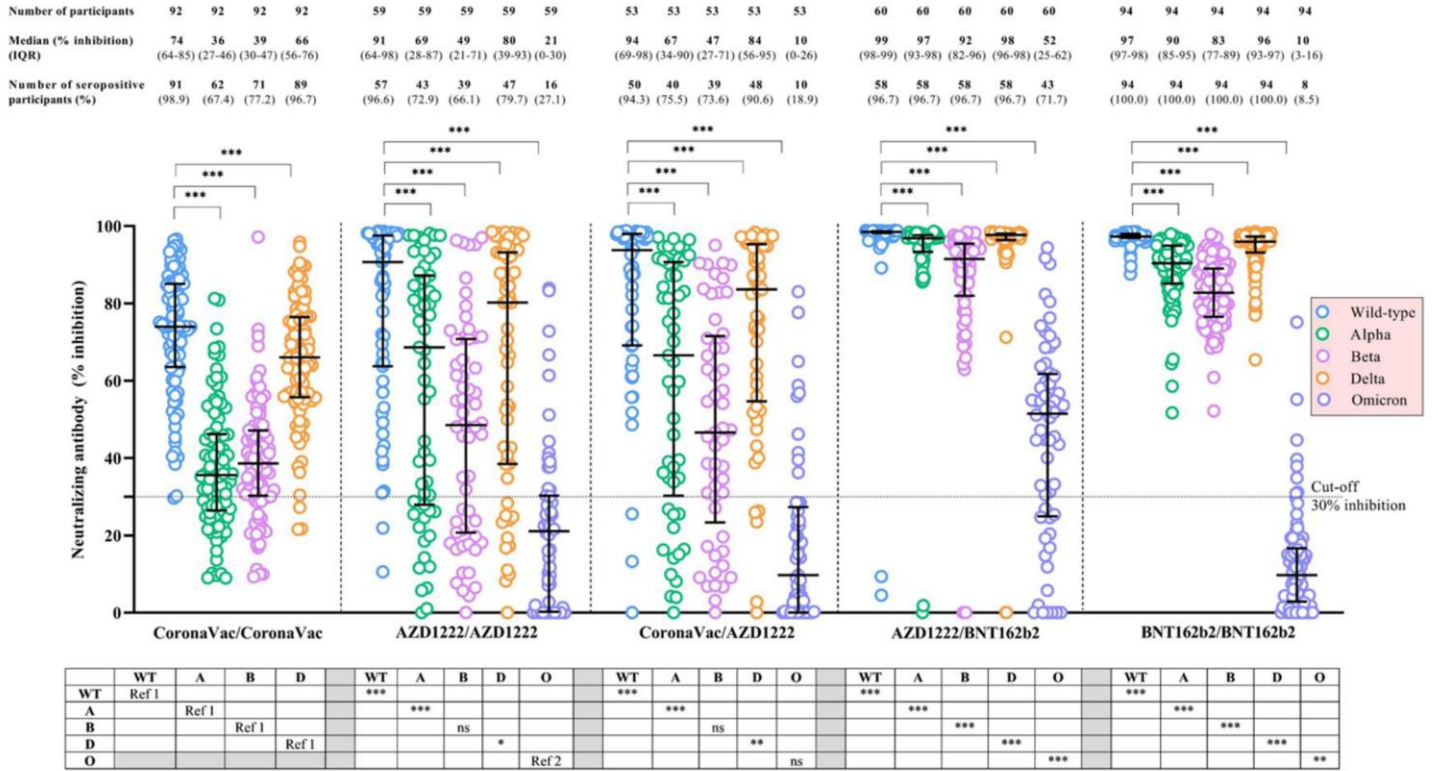 Number of participants 92 92 92 92 59 59 59 59 59 53 53 53 53 53 60 60 60 60 60 94 94 94 94 94
Median (% inhibition) 74 36 39 66 91 69 49 80 21 94 67 47 84 10 99 97 92 98 52 97 90 83 96 10
(IQR) (64-85) (27-46) (30-47) (56-76) (64-98) (28-87) (21-71) (39-93) (0-30) (69-98) (34-90) (27-71) (56-95) (0-26) (98-99) (93-98) (82-96) (96-98) (25-62) (97-98) (85-95) (77-89) (93-97) (3-16)
Number of seropositive 91 62 71 89 57 43 39 47 16 50 40 39 48 10 58 58 58 58 43 94 94 94 94 8
participants (%) (98.9) (67.4) (77.2) (96.7) (96.6) (72.9) (66.1) (79.7) (27.1) (94.3) (75.5) (73.6) (90.6) (18.9) (96.7) (96.7) (96.7) (96.7) (71.7) (100.0) (100.0) (100.0) (100.0) (8.5)
*** *** *** ***
*** *** *** *** ***
*** *** *** *** ***
*** *** *** *** ***
Neutralizing antibody (% inhibition)
100
80
60
40
20
0
Wild-type
Alpha
Beta
Delta
Omicron
Cut-off
30% inhibition
CoronaVac/CoronaVac AZD1222/AZD1222 CoronaVac/AZD1222 AZD1222/BNT162b2 BNT162b2/BNT162b2
WT A B D WT A B D O WT A B D O WT A B D O WT A B D O
WT Ref 1 *** *** *** ***
A Ref 1 *** *** *** ***
B Ref 1 ns ns *** ***
D Ref 1 * ** *** ***
O Ref 2 ns *** **